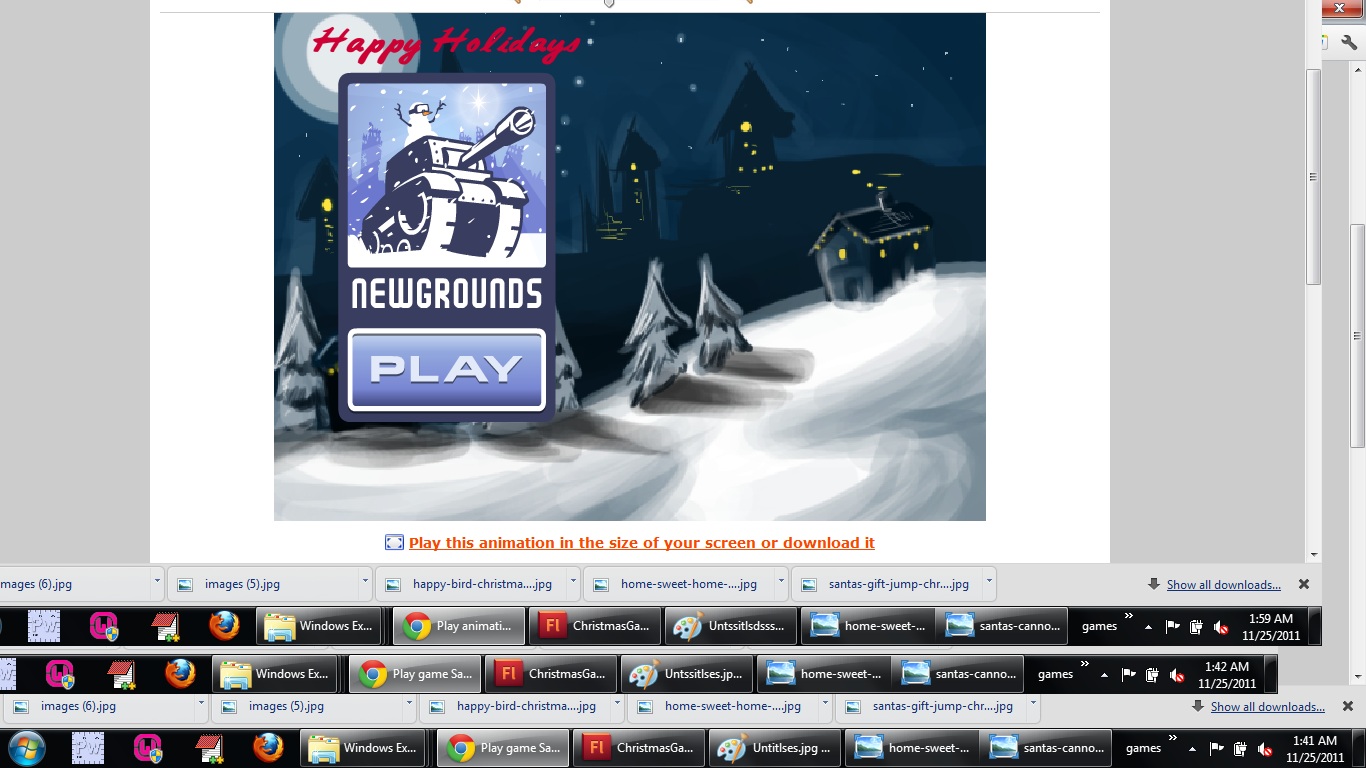 Happy Holidays
NEWGROUNDS
PLAY
Play this animation in the size of your screen or download it
mages (6).jpg
images (5).jpg
happy-bird-christma....jpg
home-sweet-home-....jpg
santas-gift-jump-chr....jpg
Show all downloads...
PW
Windows Ex...
Play animati...
Fl
ChristmasGa...
Untssitlsdsss...
home-sweet-...
santas-canno...
games
1:59 AM
11/25/2011
Windows Ex...
Play game Sa...
Fl
ChristmasGa...
Untssitlses.jp...
home-sweet-...
santas-canno...
games
1:42 AM
11/25/2011
images (6).jpg
images (5).jpg
happy-bird-christma....jpg
home-sweet-home-....jpg
santas-gift-jump-chr....jpg
Show all downloads...
PW
Windows Ex...
Play game Sa...
Fl
ChristmasGa...
Untitlses.jpg ...
home-sweet-...
santas-canno...
games
1:41 AM
11/25/2011